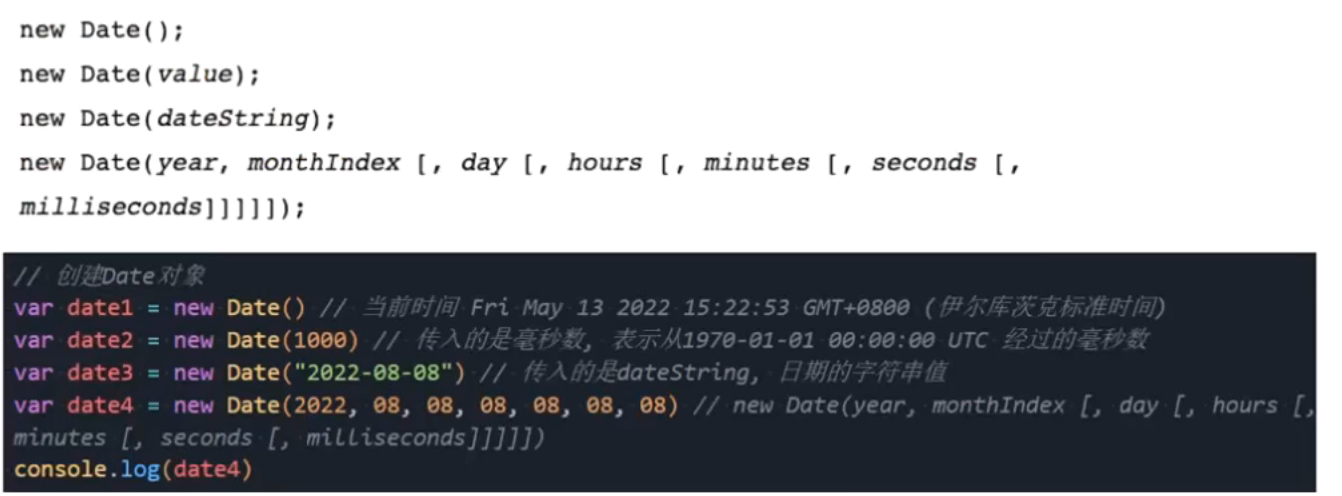 new Date();
new Date(value);
new Date(dateString);
new Date(year, monthIndex [, day [, hours [, minutes [, seconds [,
milliseconds]]]]]);
// 创建Date对象
var date1 = new Date() // 当前时间 Fri May 13 2022 15:22:53 GMT+0800 (伊尔库茨克标准时间)
var date2 = new Date(1000) // 传入的是毫秒数, 表示从1970-01-01 00:00:00 UTC 经过的毫秒数
var date3 = new Date("2022-08-08") // 传入的是dateString, 日期的字符串值
var date4 = new Date(2022, 08, 08, 08, 08, 08, 08) // new Date(year, monthIndex [, day [, hours [,
minutes [, seconds [, milliseconds]]]]])
console.log(date4)